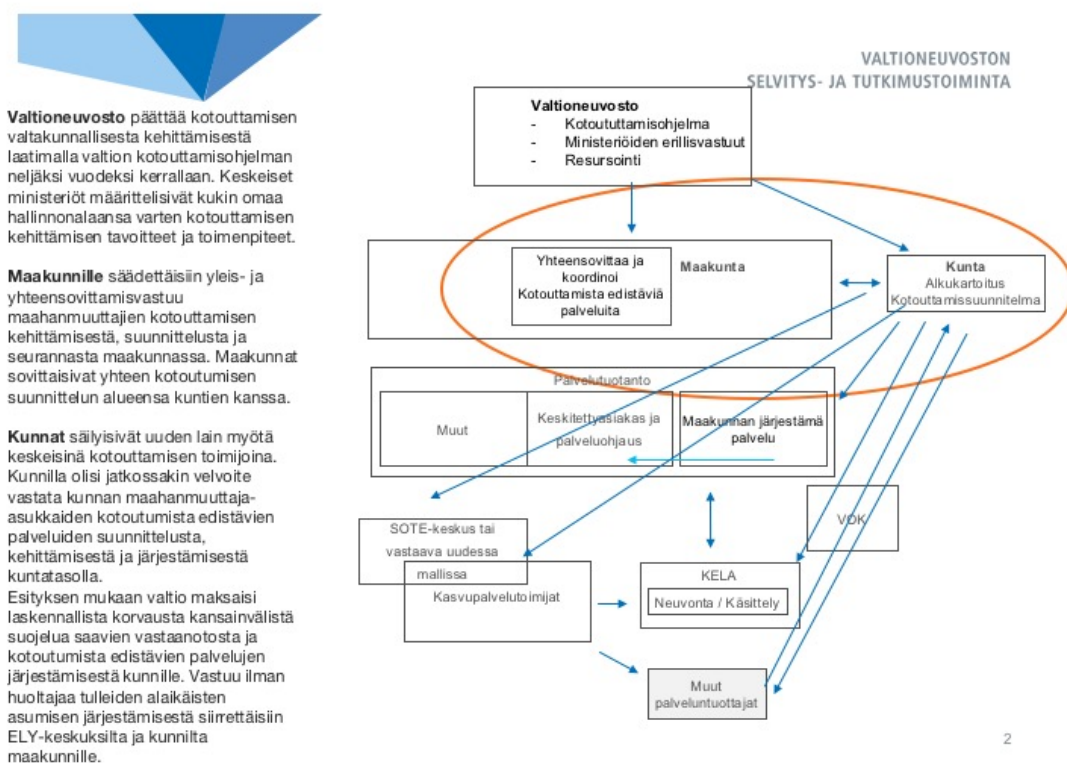 VALTIONEUVOSTON
SELVITYS- JA TUTKIMUSTOIMINTA
Valtioneuvosto päättää kotouttamisen
valtakunnallisesta kehittämisestä
laatimalla valtion kotouttamisohjelman
neljäksi vuodeksi kerrallaan. Keskeiset
ministeriöt määrittelisivät kukin omaa
hallinnonalaansa varten kotouttamisen
kehittämisen tavoitteet ja toimenpiteet.
Maakunnille säädettäisiin yleis- ja
yhteensovittamisvastuu
maahanmuuttajien kotouttamisen
kehittämisestä, suunnittelusta ja
seurannasta maakunnassa. Maakunnat
sovittaisivat yhteen kotoutumisen
suunnittelun alueensa kuntien kanssa.
Kunnat säilyisivät uuden lain myötä
keskeisinä kotouttamisen toimijoina.
Kunnilla olisi jatkossakin velvoite
vastata kunnan maahanmuuttaja-
asukkaiden kotoutumista edistävien
palveluiden suunnittelusta,
kehittämisestä ja järjestämisestä
kuntatasolla.
Esityksen mukaan valtio maksaisi
laskennallista korvausta kansainvälistä
suojelua saavien vastaanotosta ja
kotoutumista edistävien palvelujen
järjestämisestä kunnille. Vastuu ilman
huoltajaa tulleiden alaikäisten
asumisen järjestämisestä siirrettäisiin
ELY-keskuksilta ja kunnilta
maakunnille.
Valtioneuvosto
- Kotoututtamisohjelma
- Ministeriöiden erillisvastuut
- Resursointi
Yhteensovittaa ja
koordinoi
Kotouttamista edistäviä
palveluita
Maakunta
Kunta
Alkukartoitus
Kotouttamissuunnitelma
Palvelutuotanto
Muut
Keskitettyasiakas ja
palveluohjaus
Maakunnan järjestämä
palvelu
VOK
SOTE-keskus tai
vastaava uudessa
mallissa
Kasvupalvelutoimijat
KELA
Neuvonta / Käsittely
Muut
palveluntuottajat
2